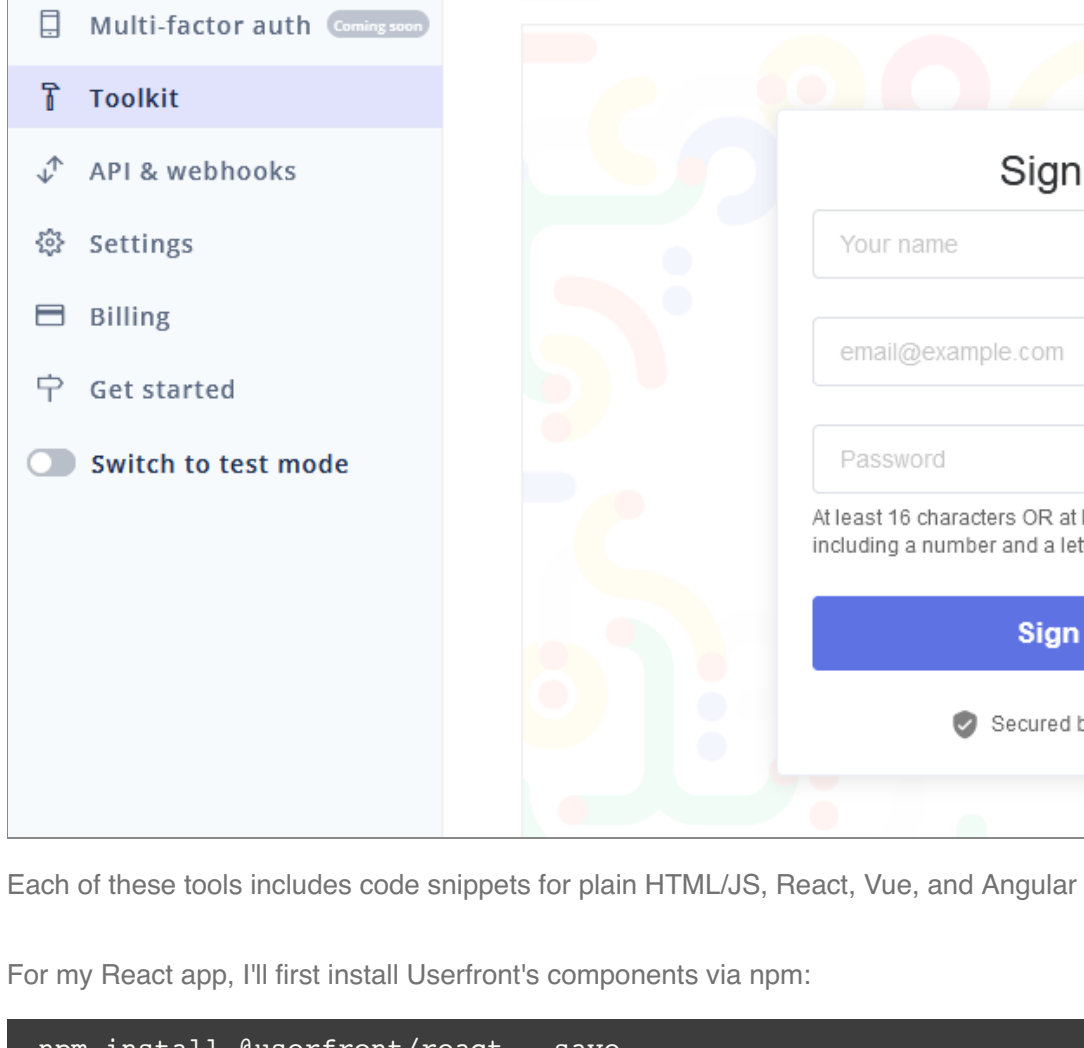 Multi-factor auth Coming soon
Toolkit
API & webhooks
Settings
Billing
Get started
Switch to test mode
Sign
Your name
email@example.com
Password
At least 16 characters OR at
including a number and a let
Sign
Secured b
Each of these tools includes code snippets for plain HTML/JS, React, Vue, and Angular
For my React app, I'll first install Userfront's components via npm:
npm install @userfront/react --save